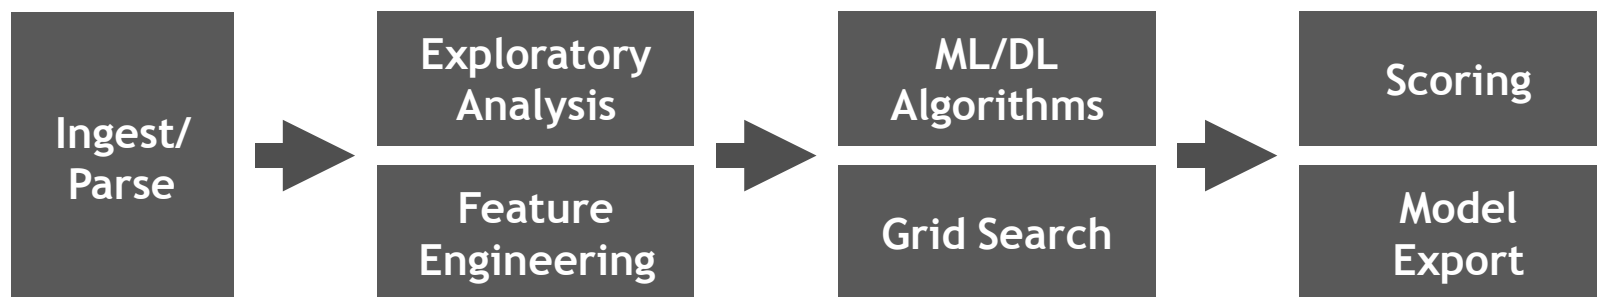 Ingest/
Parse
Exploratory
Analysis
Feature
Engineering
ML/DL
Algorithms
Grid Search
Scoring
Model
Export